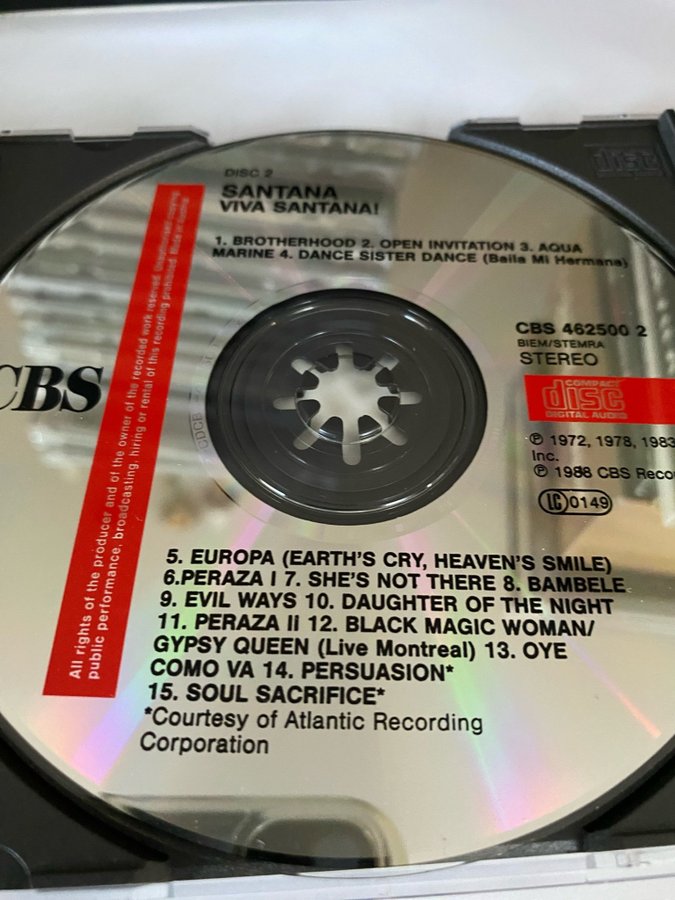 DISC 2
SANTANA
VIVA SANTANA!
1. BROTHERHOOD 2. OPEN INVITATION 3. AQUA
MARINE 4. DANCE SISTER DANCE (Baila Mi Hermana)
CBS 462500 2
BIEM/STEMRA
STEREO
COMPACT
disc
DIGITAL AUDIO
℗ 1972, 1978, 1983
Inc.
℗ 1988 CBS Reco
LC 0149
CBS
All rights of the producer and of the owner of the recorded work reserved. Unauthorised copying,
public performance, broadcasting, hiring or rental of this recording prohibited. Made in Austria
5. EUROPA (EARTH'S CRY, HEAVEN'S SMILE)
6.PERAZA I 7. SHE'S NOT THERE 8. BAMBELE
9. EVIL WAYS 10. DAUGHTER OF THE NIGHT
11. PERAZA Ii 12. BLACK MAGIC WOMAN/
GYPSY QUEEN (Live Montreal) 13. OYE
COMO VA 14. PERSUASION*
15. SOUL SACRIFICE*
*Courtesy of Atlantic Recording
Corporation
disc